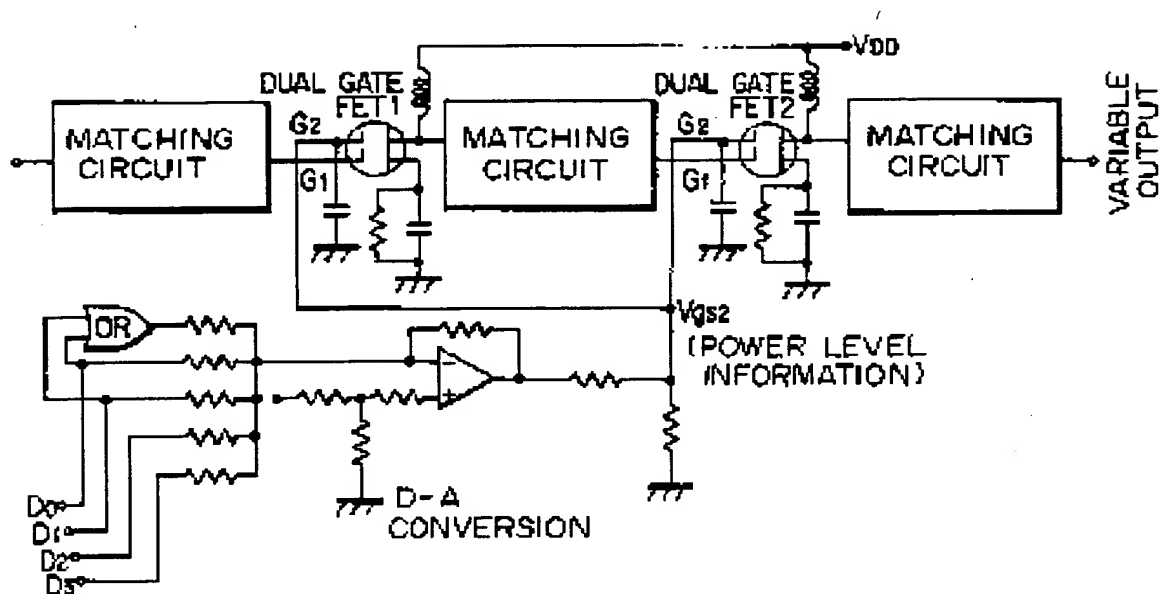 VDD
DUAL GATE
FET1
DUAL GATE
FET2
MATCHING
CIRCUIT
G2
G1
MATCHING
CIRCUIT
G2
G1
MATCHING
CIRCUIT
VARIABLE
OUTPUT
OR
Vgs2
(POWER LEVEL
INFORMATION)
D-A
CONVERSION
D0
D1
D2
D3